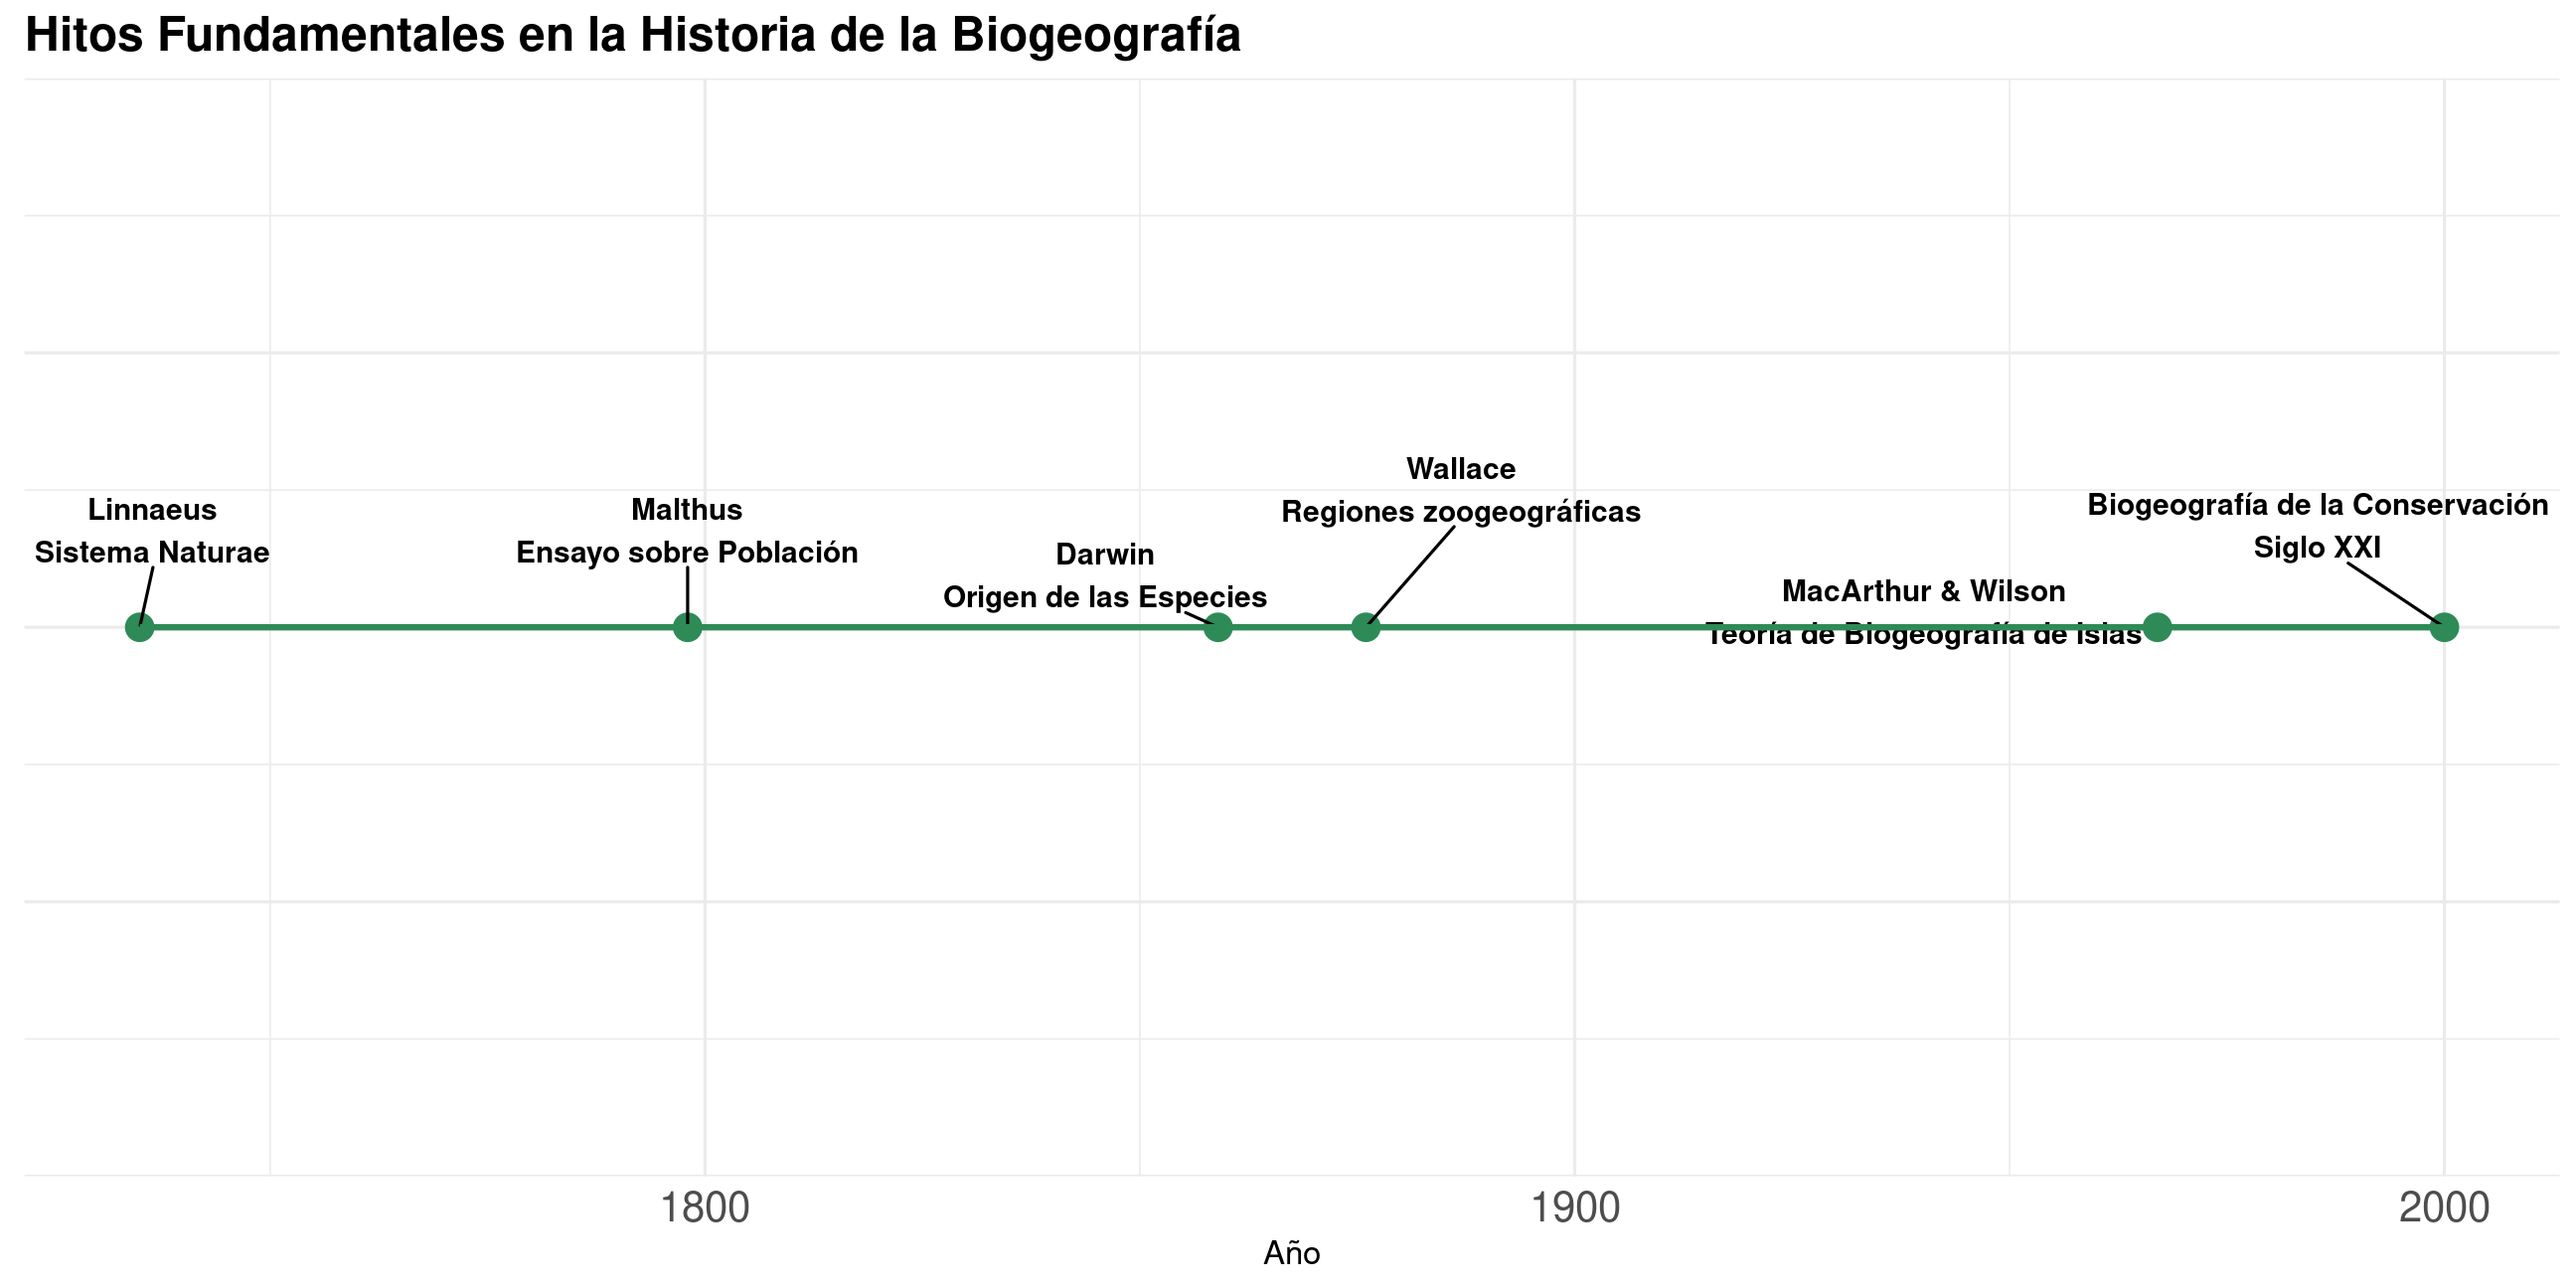 Hitos Fundamentales en la Historia de la Biogeografía
Linnaeus
Sistema Naturae
Malthus
Ensayo sobre Población
Darwin
Origen de las Especies
Wallace
Regiones zoogeográficas
MacArthur & Wilson
Teoría de Biogeografía de Islas
Biogeografía de la Conservación
Siglo XXI
1800
1900
2000
Año